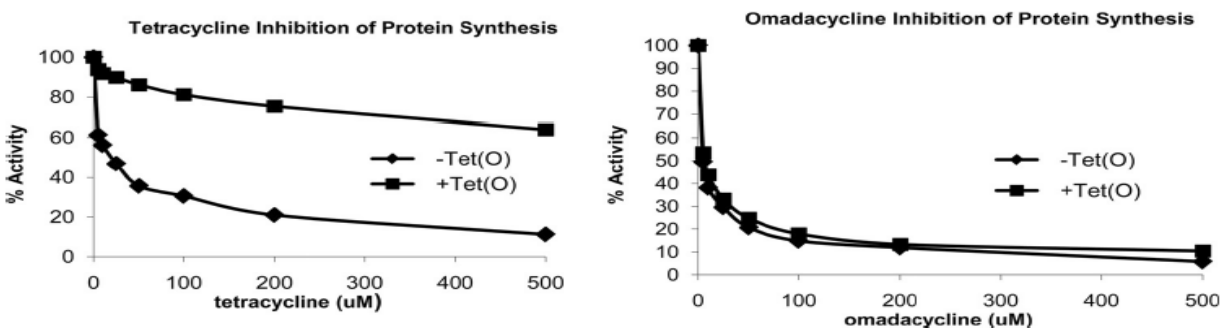 Tetracycline Inhibition of Protein Synthesis
100
80
60
40
20
0
% Activity
-Tet(O)
+Tet(O)
0 100 200 300 400 500
tetracycline (uM)
Omadacycline Inhibition of Protein Synthesis
100
90
80
70
60
50
40
30
20
10
0
% Activity
-Tet(O)
+Tet(O)
0 100 200 300 400 500
omadacycline (uM)